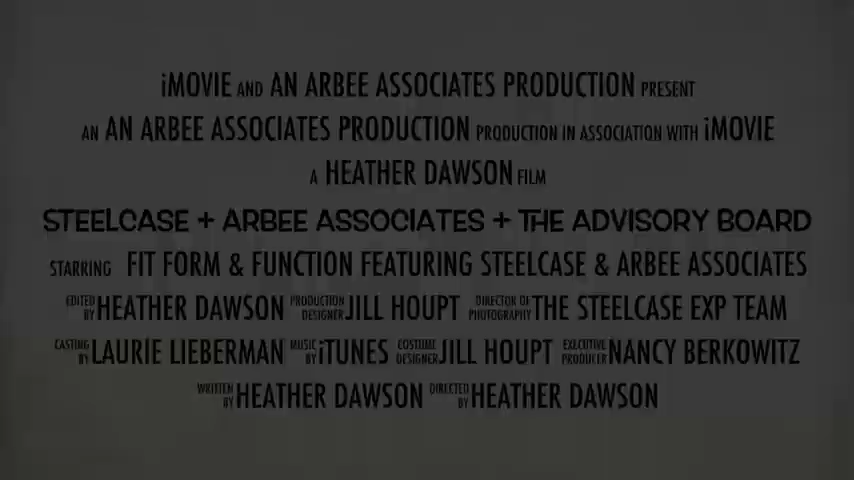 iMOVIE AND AN ARBEE ASSOCIATES PRODUCTION PRESENT
AN AN ARBEE ASSOCIATES PRODUCTION PRODUCTION IN ASSOCIATION WITH iMOVIE
A HEATHER DAWSON FILM
STEELCASE + ARBEE ASSOCIATES + THE ADVISORY BOARD
STARRING FIT FORM & FUNCTION FEATURING STEELCASE & ARBEE ASSOCIATES
EDITED BY HEATHER DAWSON PRODUCTION DESIGNER JILL HOUPT DIRECTOR OF PHOTOGRAPHY THE STEELCASE EXP TEAM
CASTING BY LAURIE LIEBERMAN MUSIC BY iTUNES COSTUME DESIGNER JILL HOUPT EXECUTIVE PRODUCER NANCY BERKOWITZ
WRITTEN BY HEATHER DAWSON DIRECTED BY HEATHER DAWSON